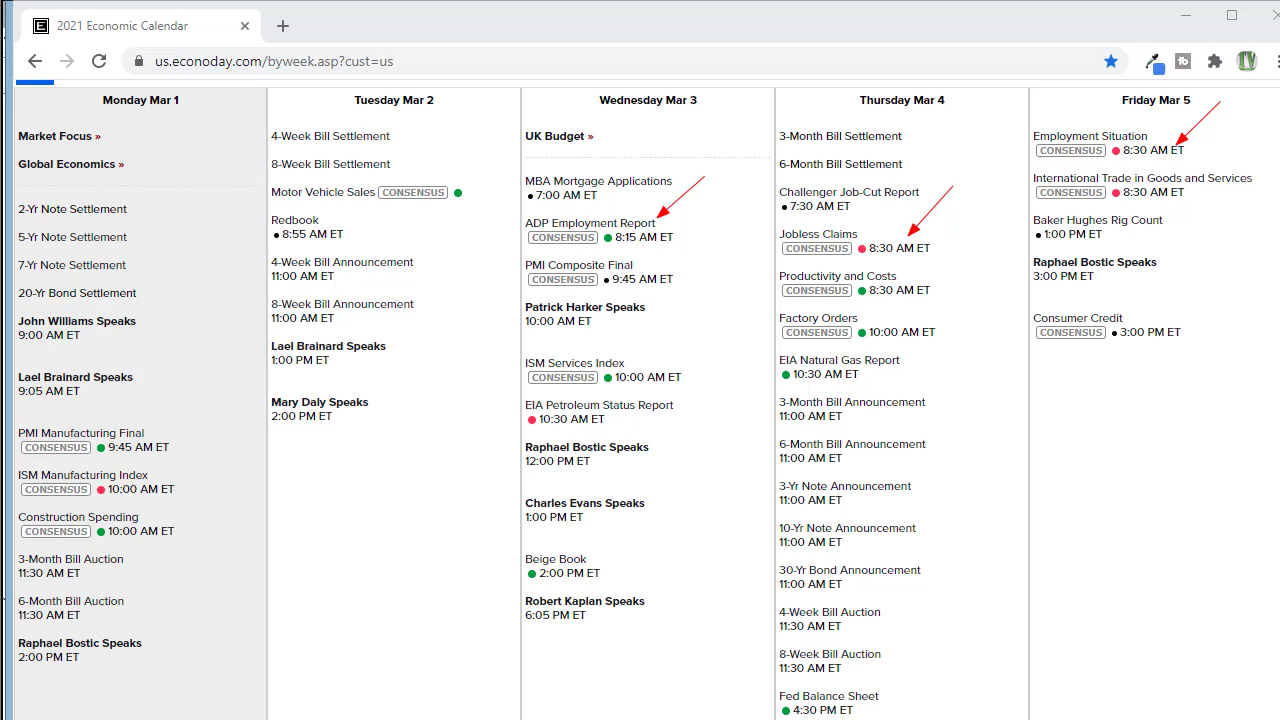 2021 Economic Calendar
us.econoday.com/byweek.asp?cust=us
Monday Mar 1
Market Focus »
Global Economics »
2-Yr Note Settlement
5-Yr Note Settlement
7-Yr Note Settlement
20-Yr Bond Settlement
John Williams Speaks
9:00 AM ET
Lael Brainard Speaks
9:05 AM ET
PMI Manufacturing Final
CONSENSUS 9:45 AM ET
ISM Manufacturing Index
CONSENSUS 10:00 AM ET
Construction Spending
CONSENSUS 10:00 AM ET
3-Month Bill Auction
11:30 AM ET
6-Month Bill Auction
11:30 AM ET
Raphael Bostic Speaks
2:00 PM ET
Tuesday Mar 2
4-Week Bill Settlement
8-Week Bill Settlement
Motor Vehicle Sales CONSENSUS
Redbook
8:55 AM ET
4-Week Bill Announcement
11:00 AM ET
8-Week Bill Announcement
11:00 AM ET
Lael Brainard Speaks
1:00 PM ET
Mary Daly Speaks
2:00 PM ET
Wednesday Mar 3
UK Budget »
MBA Mortgage Applications
7:00 AM ET
ADP Employment Report
CONSENSUS 8:15 AM ET
PMI Composite Final
CONSENSUS 9:45 AM ET
Patrick Harker Speaks
10:00 AM ET
ISM Services Index
CONSENSUS 10:00 AM ET
EIA Petroleum Status Report
10:30 AM ET
Raphael Bostic Speaks
12:00 PM ET
Charles Evans Speaks
1:00 PM ET
Beige Book
2:00 PM ET
Robert Kaplan Speaks
6:05 PM ET
Thursday Mar 4
3-Month Bill Settlement
6-Month Bill Settlement
Challenger Job-Cut Report
7:30 AM ET
Jobless Claims
CONSENSUS 8:30 AM ET
Productivity and Costs
CONSENSUS 8:30 AM ET
Factory Orders
CONSENSUS 10:00 AM ET
EIA Natural Gas Report
10:30 AM ET
3-Month Bill Announcement
11:00 AM ET
6-Month Bill Announcement
11:00 AM ET
3-Yr Note Announcement
11:00 AM ET
10-Yr Note Announcement
11:00 AM ET
30-Yr Bond Announcement
11:00 AM ET
4-Week Bill Auction
11:30 AM ET
8-Week Bill Auction
11:30 AM ET
Fed Balance Sheet
4:30 PM ET
Friday Mar 5
Employment Situation
CONSENSUS 8:30 AM ET
International Trade in Goods and Services
CONSENSUS 8:30 AM ET
Baker Hughes Rig Count
1:00 PM ET
Raphael Bostic Speaks
3:00 PM ET
Consumer Credit
CONSENSUS 3:00 PM ET